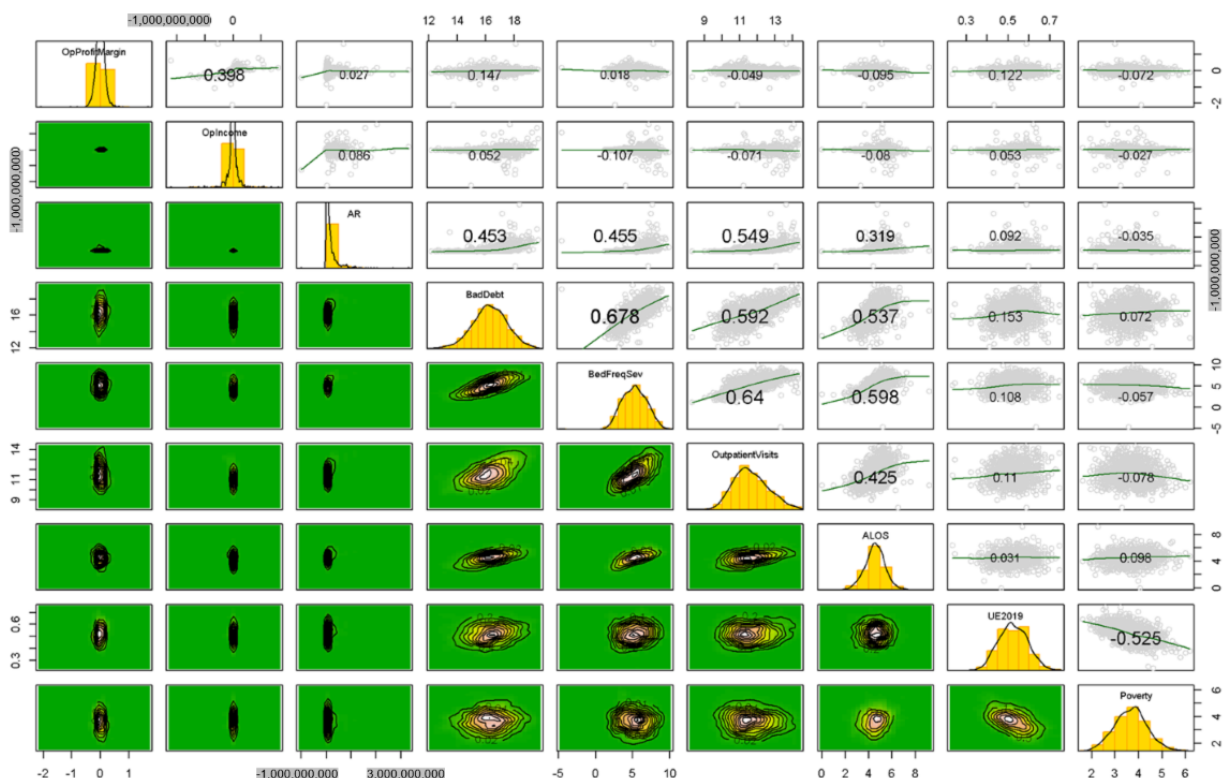 -1,000,000,000 0 12 14 16 18 9 11 13 0.3 0.5 0.7
OpProfitMargin 0.398 0.027 0.147 0.018 -0.049 -0.095 0.122 -0.072 0 -2
-1,000,000,000 OpIncome 0.086 0.052 -0.107 -0.071 -0.08 0.053 -0.027
AR 0.453 0.455 0.549 0.319 0.092 -0.035 -1,000,000,000
16 12 BadDebt 0.678 0.592 0.537 0.153 0.072
BedFreqSev 0.64 0.598 0.108 -0.057 10 5 0 -5
14 11 9 OutpatientVisits 0.425 0.11 -0.078
ALOS 0.031 0.098 8 4 0
0.6 0.3 UE2019 -0.525
Poverty 6 4 2
-2 -1 0 1 -1,000,000,000 3,000,000,000 -5 0 5 10 0 2 4 6 8 2 3 4 5 6